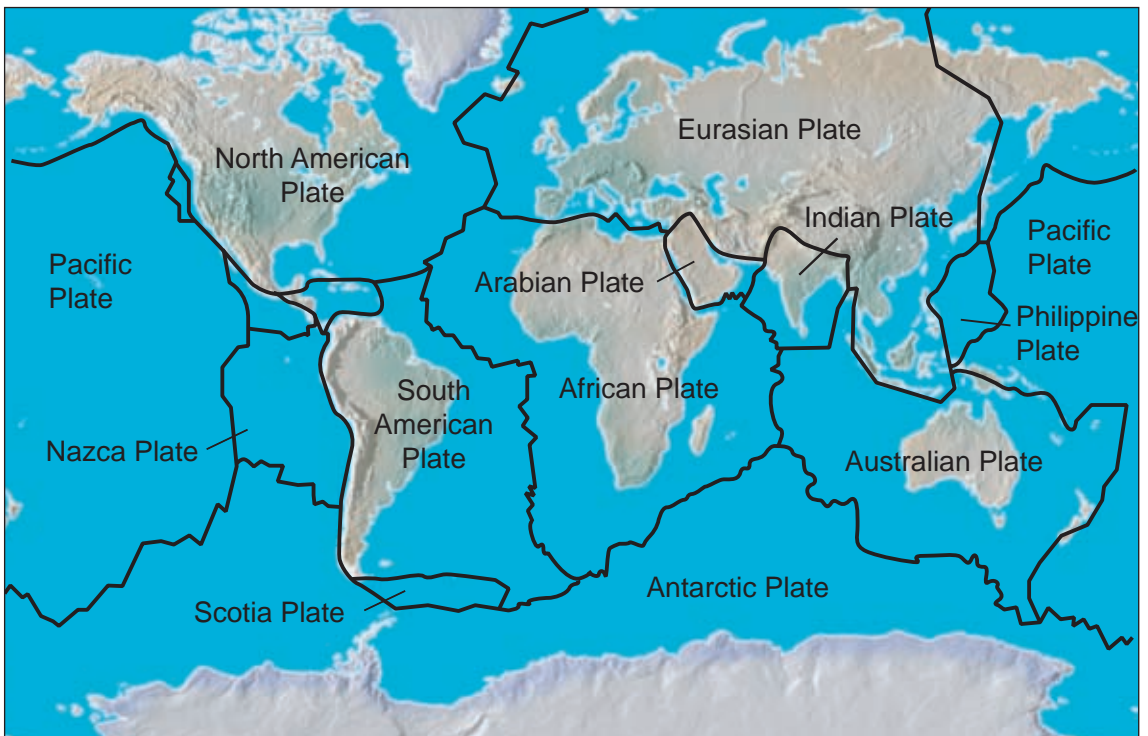 North American
Plate
Eurasian Plate
Indian Plate
Pacific
Plate
Arabian Plate
Pacific
Plate
Philippine
Plate
South
American
Plate
African Plate
Nazca Plate
Australian Plate
Antarctic Plate
Scotia Plate